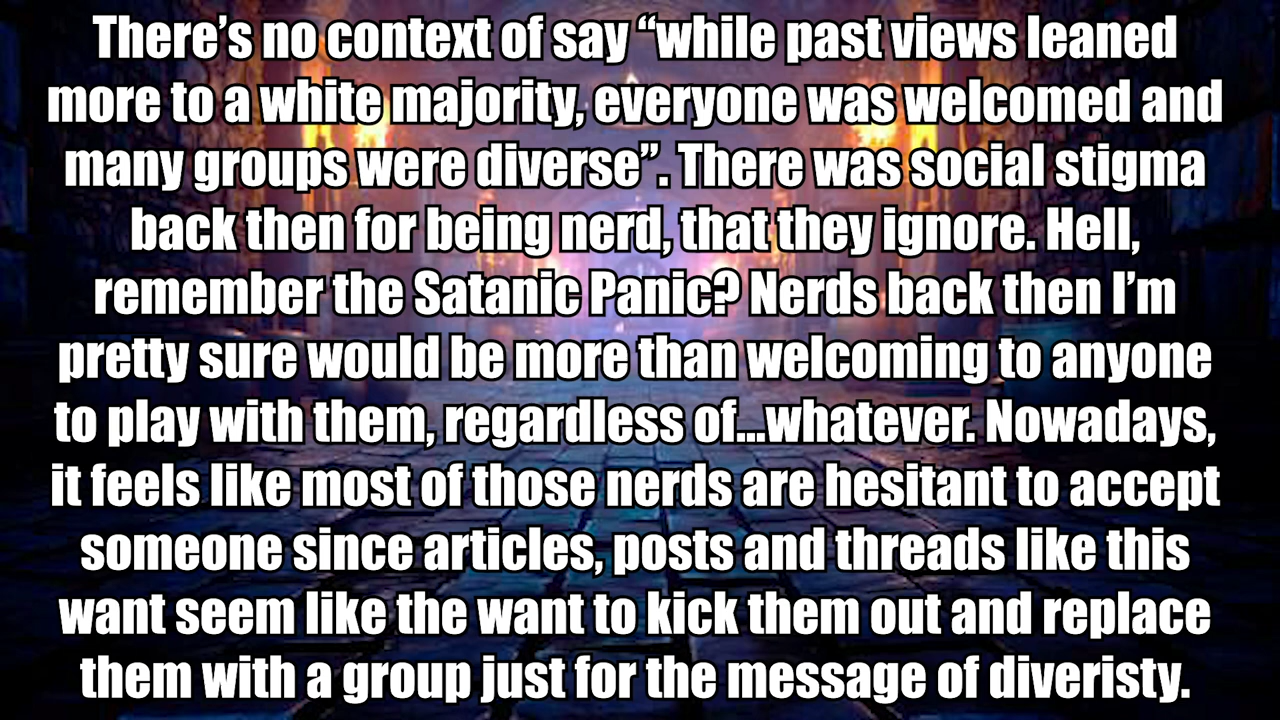 There’s no context of say “while past views leaned
more to a white majority, everyone was welcomed and
many groups were diverse”. There was social stigma
back then for being nerd, that they ignore. Hell,
remember the Satanic Panic? Nerds back then I’m
pretty sure would be more than welcoming to anyone
to play with them, regardless of...whatever. Nowadays,
it feels like most of those nerds are hesitant to accept
someone since articles, posts and threads like this
want seem like the want to kick them out and replace
them with a group just for the message of diveristy.